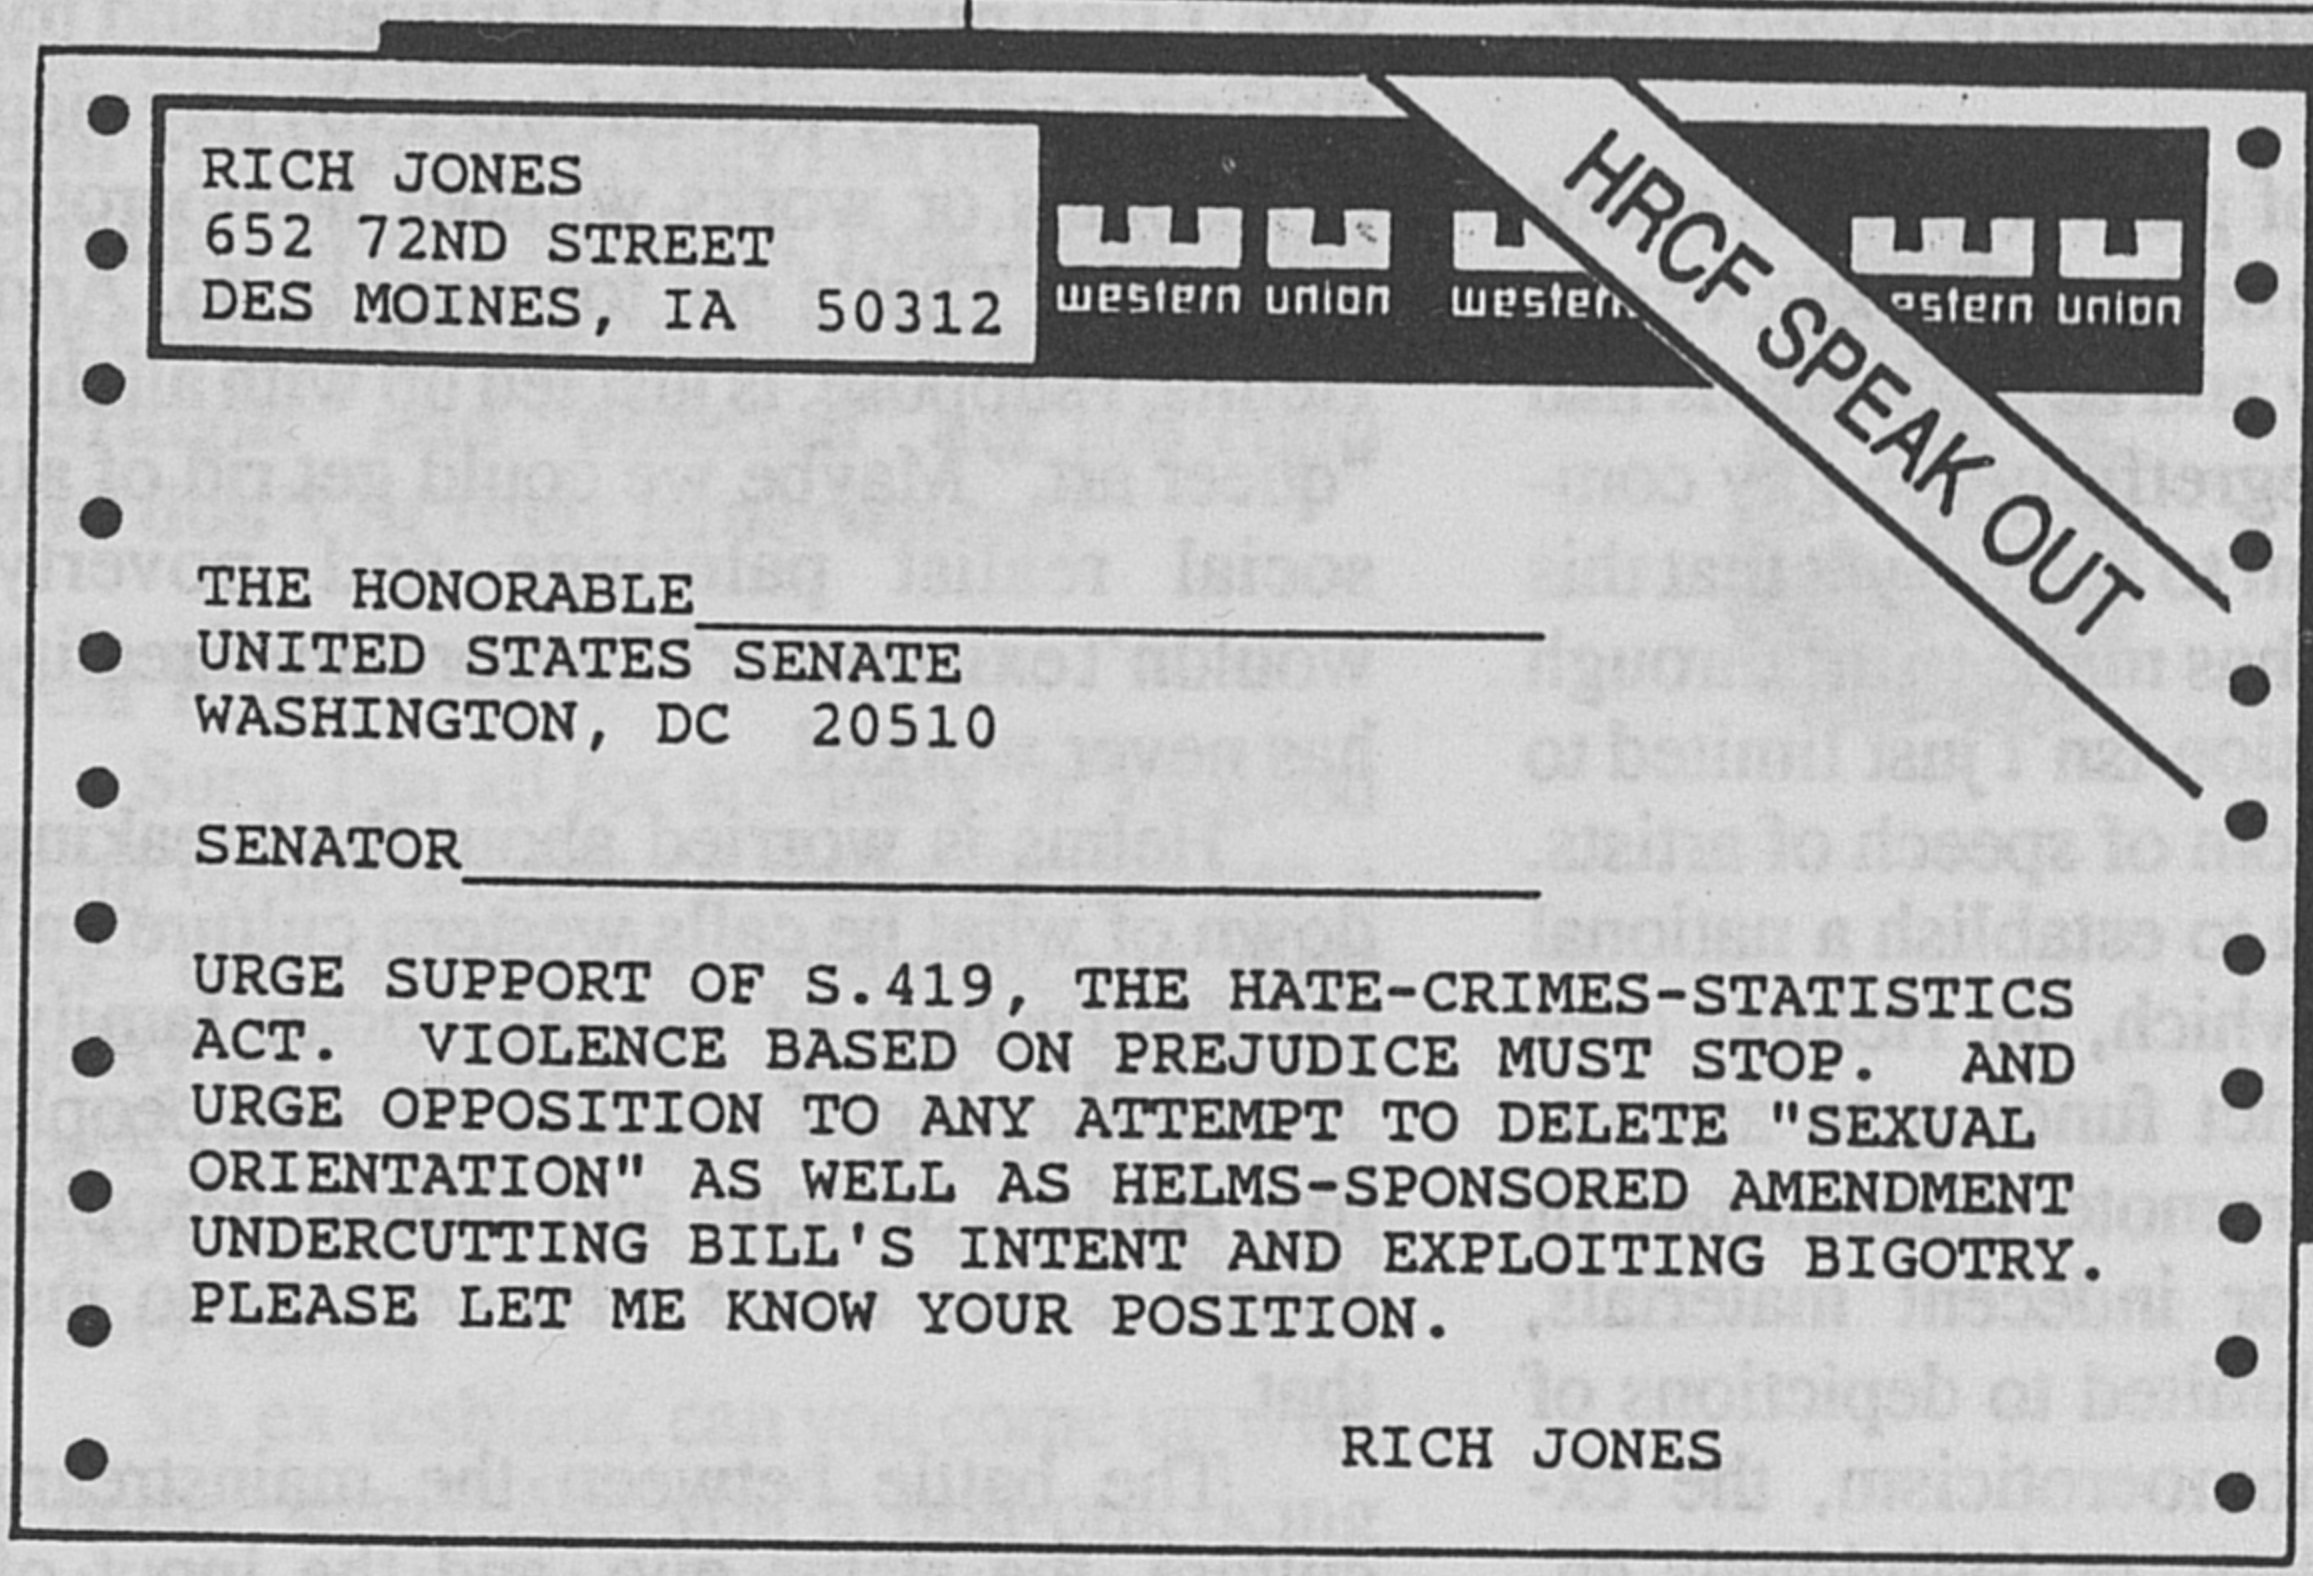 RICH JONES
652 72ND STREET
DES MOINES, IA 50312
western union western estern union
HRCF SPEAK OUT
THE HONORABLE
UNITED STATES SENATE
WASHINGTON, DC 20510
SENATOR
URGE SUPPORT OF S.419, THE HATE-CRIMES-STATISTICS
ACT. VIOLENCE BASED ON PREJUDICE MUST STOP. AND
URGE OPPOSITION TO ANY ATTEMPT TO DELETE "SEXUAL
ORIENTATION" AS WELL AS HELMS-SPONSORED AMENDMENT
UNDERCUTTING BILL'S INTENT AND EXPLOITING BIGOTRY.
PLEASE LET ME KNOW YOUR POSITION.
RICH JONES